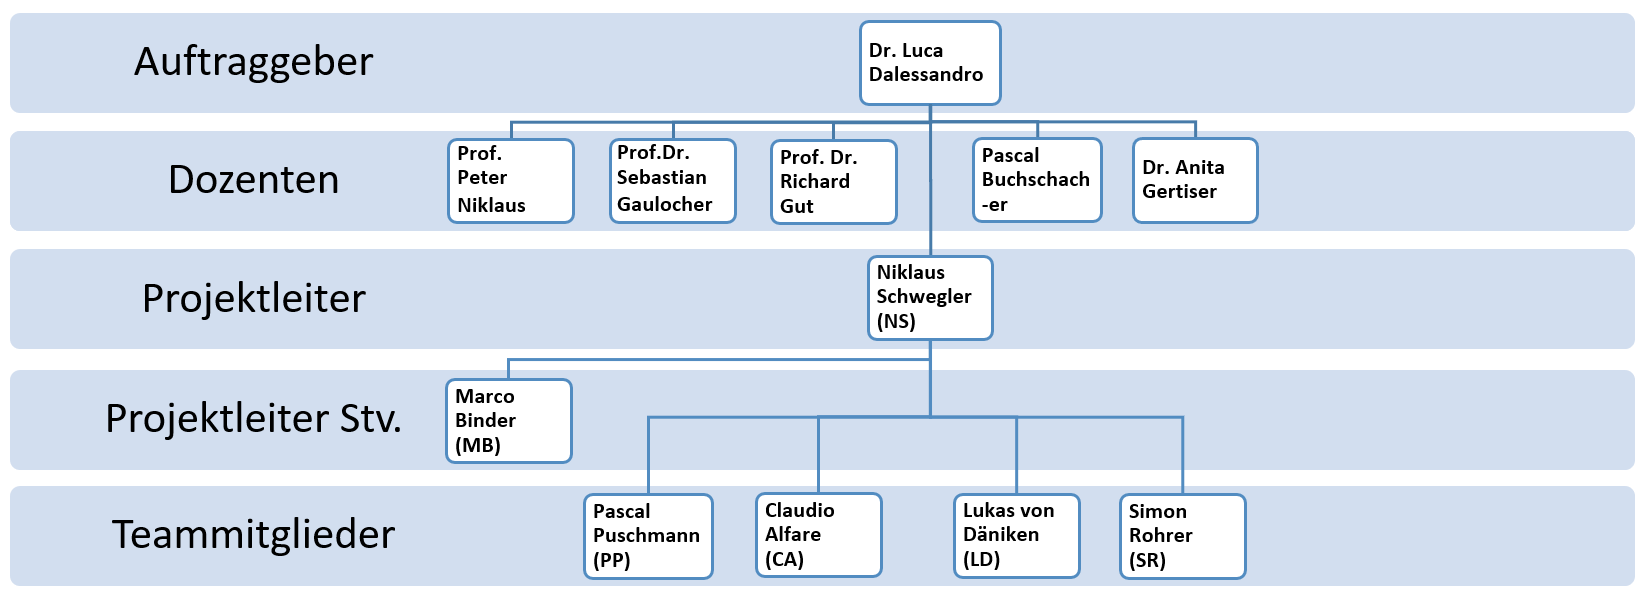 Auftraggeber
Dr. Luca
Dalessandro
Dozenten
Prof.
Peter
Niklaus
Prof.Dr.
Sebastian
Gaulocher
Prof. Dr.
Richard
Gut
Pascal
Buchschach
-er
Dr. Anita
Gertiser
Projektleiter
Niklaus
Schwegler
(NS)
Projektleiter Stv.
Marco
Binder
(MB)
Teammitglieder
Pascal
Puschmann
(PP)
Claudio
Alfare
(CA)
Lukas von
Däniken
(LD)
Simon
Rohrer
(SR)